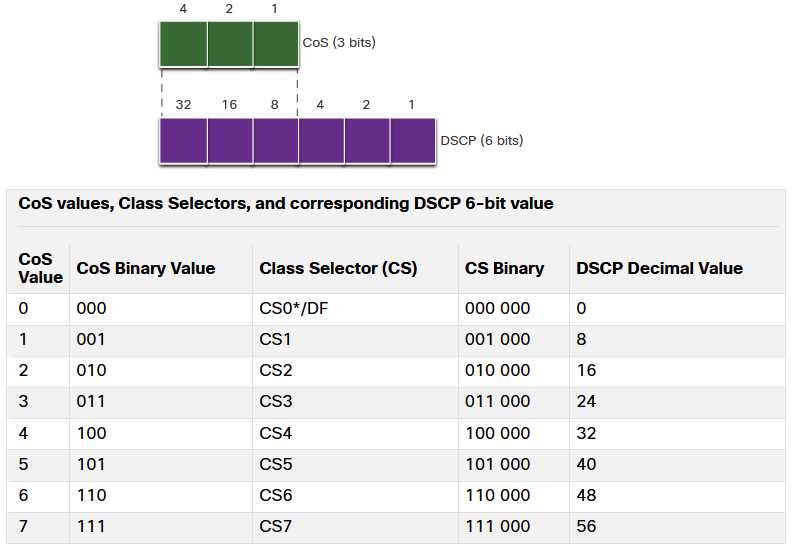 4 2 1
CoS (3 bits)
32 16 8 4 2 1
DSCP (6 bits)
CoS values, Class Selectors, and corresponding DSCP 6-bit value
CoS Value CoS Binary Value Class Selector (CS) CS Binary DSCP Decimal Value
0 000 CS0*/DF 000 000 0
1 001 CS1 001 000 8
2 010 CS2 010 000 16
3 011 CS3 011 000 24
4 100 CS4 100 000 32
5 101 CS5 101 000 40
6 110 CS6 110 000 48
7 111 CS7 111 000 56